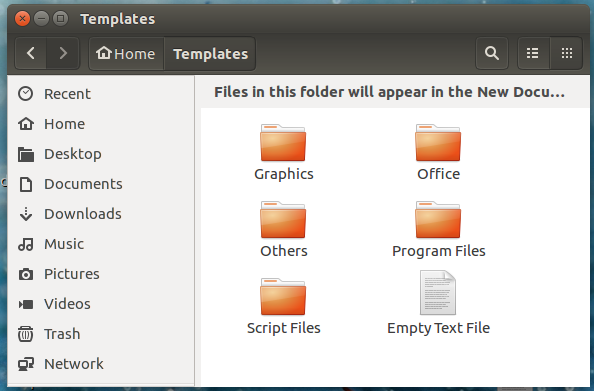 Templates
Home
Templates
Files in this folder will appear in the New Docu...
Recent
Home
Desktop
Documents
Downloads
Music
Pictures
Videos
Trash
Network
Graphics
Office
Others
Program Files
Script Files
Empty Text File